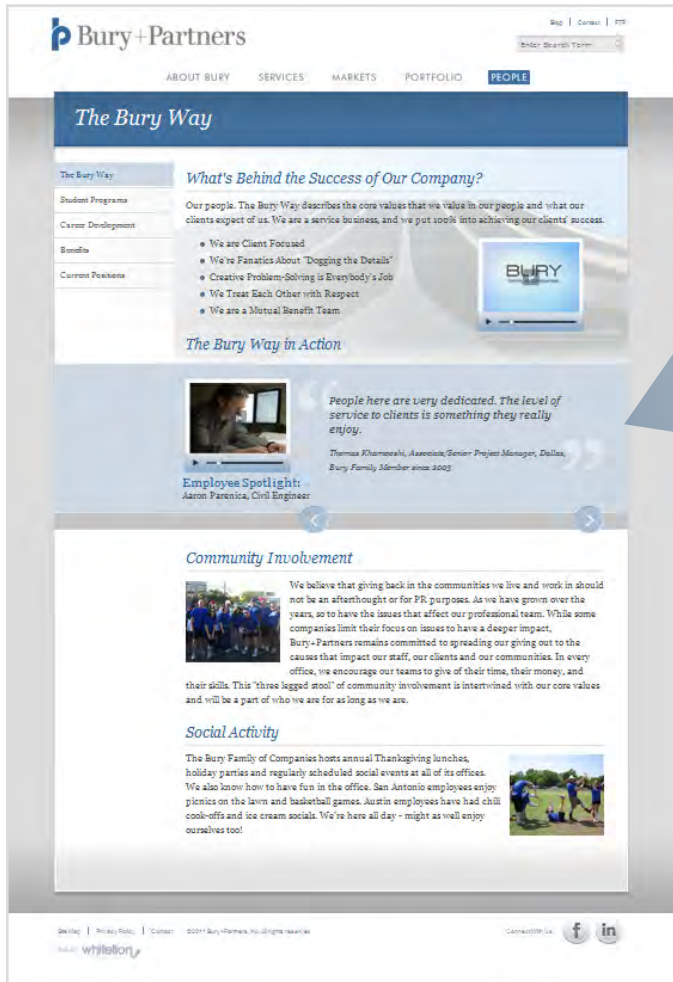 Bury+Partners
Blog | Contact | FTP
Enter Search Term
ABOUT BURY SERVICES MARKETS PORTFOLIO PEOPLE
The Bury Way
The Bury Way
Student Programs
Career Development
Benefits
Current Positions
What's Behind the Success of Our Company?
Our people. The Bury Way describes the core values that we value in our people and what our
clients expect of us. We are a service business, and we put 100% into achieving our clients' success.
We are Client Focused
We're Fanatics About "Dogging the Details"
Creative Problem-Solving is Everybody's Job
We Treat Each Other with Respect
We are a Mutual Benefit Team
BURY
The Bury Way in Action
People here are very dedicated. The level of
service to clients is something they really
enjoy.
Thomas Associate/Senior Project Manager, Dallas,
Bury Family Member since 2003
Employee Spotlight:
Aaron Parenica, Civil Engineer
Community Involvement
We believe that giving back in the communities we live and work in should
not be an afterthought or for PR purposes. As we have grown over the
years, so to have the issues that affect our professional team. While some
companies limit their focus on issues to have a deeper impact,
Bury+Partners remains committed to spreading our giving out to the
causes that impact our staff, our clients and our communities. In every
office, we encourage our teams to give of their time, their money, and
their skills. This "three legged stool" of community involvement is intertwined with our core values
and will be a part of who we are for as long as we are.
Social Activity
The Bury Family of Companies hosts annual Thanksgiving lunches,
holiday parties and regularly scheduled social events at all of its offices.
We also know how to have fun in the office. San Antonio employees enjoy
picnics on the lawn and basketball games. Austin employees have had chili
cook-offs and ice cream socials. We're here all day - might as well enjoy
ourselves too!
Site Map | Privacy Policy | Contact ©2011 Bury+Partners, Inc. All rights reserved
Connect With Us: f in
whitelion